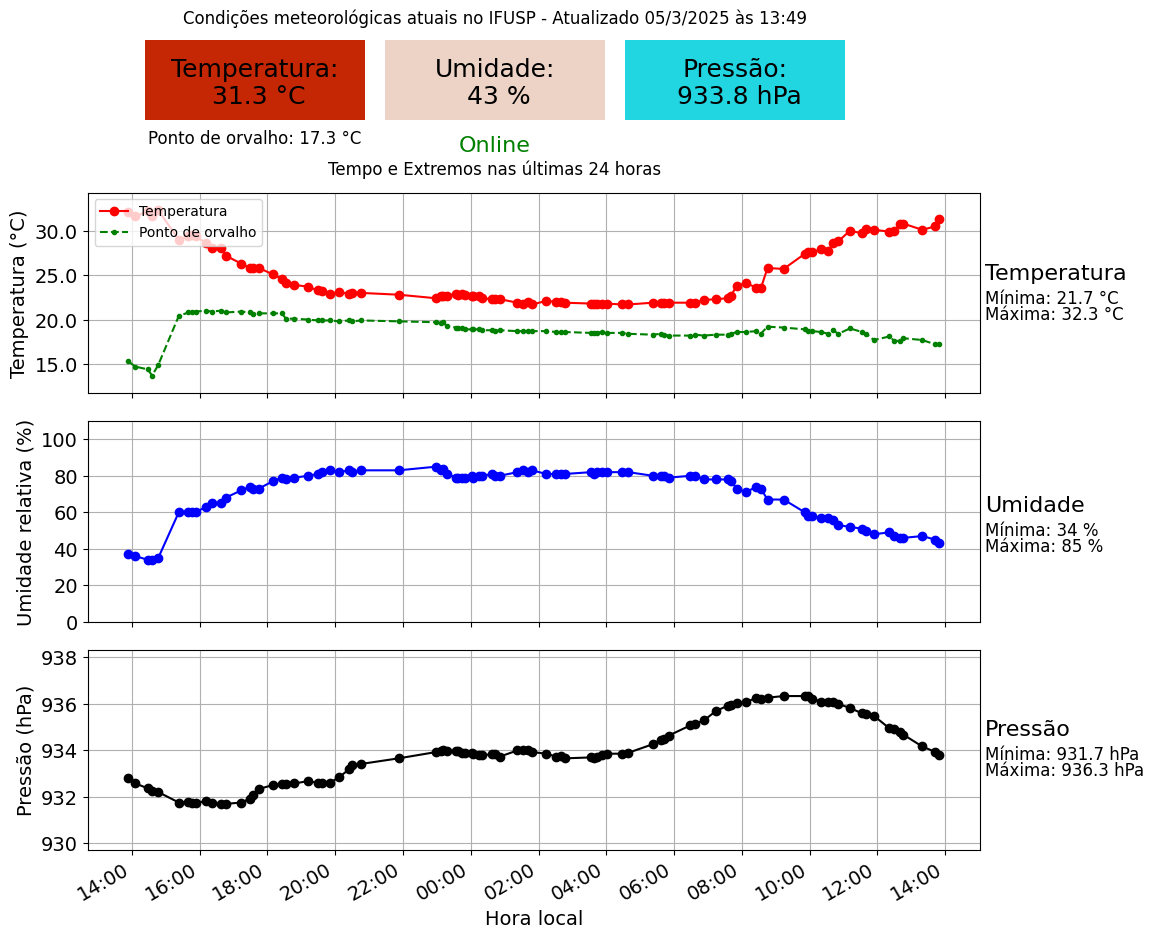 Condições meteorológicas atuais no IFUSP - Atualizado 05/3/2025 às 13:49
Temperatura:
31.3 °C
Umidade:
43 %
Pressão:
933.8 hPa
Ponto de orvalho: 17.3 °C
Online
Tempo e Extremos nas últimas 24 horas
Temperatura (°C)
30.0
25.0
20.0
15.0
Temperatura
Ponto de orvalho
Temperatura
Mínima: 21.7 °C
Máxima: 32.3 °C
Umidade relativa (%)
100
80
60
40
20
0
Umidade
Mínima: 34 %
Máxima: 85 %
Pressão (hPa)
938
936
934
932
930
Pressão
Mínima: 931.7 hPa
Máxima: 936.3 hPa
14:00 16:00 18:00 20:00 22:00 00:00 02:00 04:00 06:00 08:00 10:00 12:00 14:00
Hora local